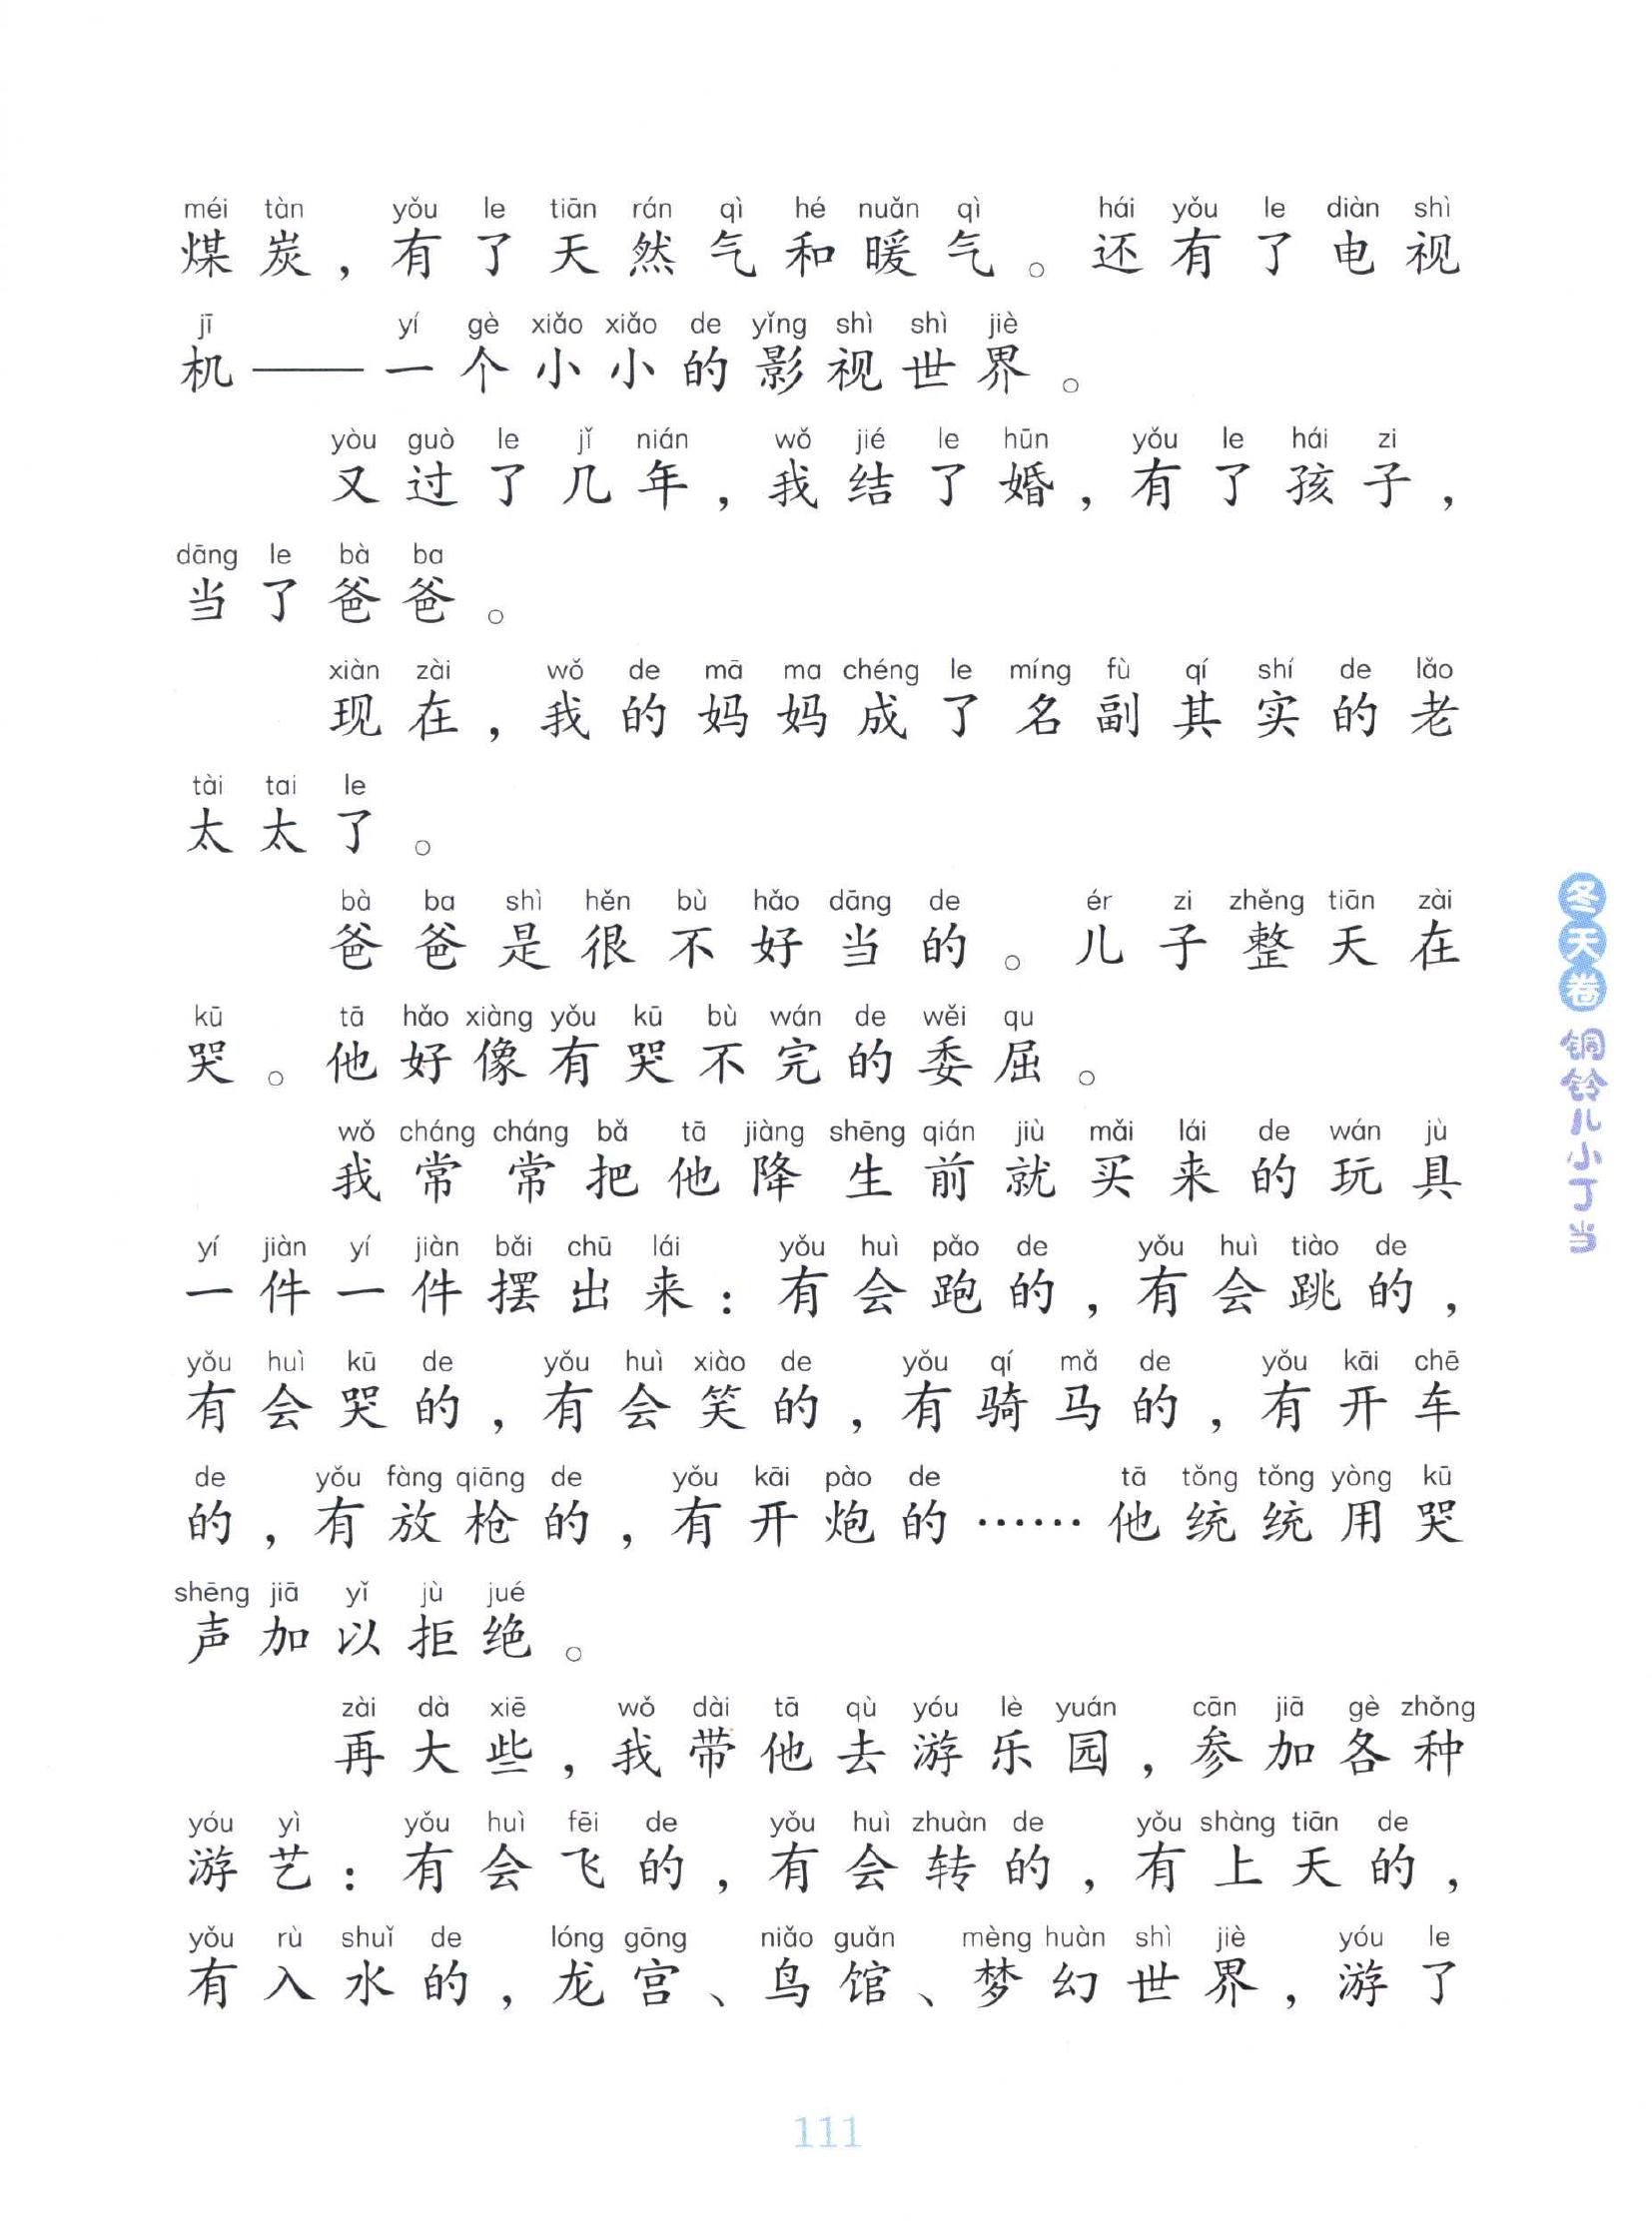 méi tàn yǒu le tiān rán qì hé nuǎn qì hái yǒu le diàn shì
煤炭，有了天然气和暖气。还有了电视
jī yí gè xiǎo xiǎo de yǐng shì shì jiè
机——一个小小的影视世界。
yòu guò le jǐ nián wǒ jié le hūn yǒu le hái zi
又过了几年，我结了婚，有了孩子，
dāng le bà ba
当了爸爸。
xiàn zài wǒ de mā ma chéng le míng fù qí shí de lǎo
现在，我的妈妈成了名副其实的老
tài tai le
太太了。
bà ba shì hěn bù hǎo dāng de ér zi zhěng tiān zài
爸爸是很不好当的。儿子整天在
kū tā hǎo xiàng yǒu kū bù wán de wěi qu
哭。他好像有哭不完的委屈。
wǒ cháng cháng bǎ tā jiàng shēng qián jiù mǎi lái de wán jù
我常常把他降生前就买来的玩具
yí jiàn yí jiàn bǎi chū lái yǒu huì pǎo de yǒu huì tiào de
一件一件摆出来：有会跑的，有会跳的，
yǒu huì kū de yǒu huì xiào de yǒu qí mǎ de yǒu kāi chē
有会哭的，有会笑的，有骑马的，有开车
de yǒu fàng qiāng de yǒu kāi pào de tā tǒng tǒng yòng kū
的，有放枪的，有开炮的……他统统用哭
shēng jiā yǐ jù jué
声加以拒绝。
zài dà xiē wǒ dài tā qù yóu lè yuán cān jiā gè zhǒng
再大些，我带他去游乐园，参加各种
yóu yì yǒu huì fēi de yǒu huì zhuàn de yǒu shàng tiān de
游艺：有会飞的，有会转的，有上天的，
yǒu rù shuǐ de lóng gōng niǎo guǎn mèng huàn shì jiè yóu le
有入水的，龙宫、鸟馆、梦幻世界，游了
冬天卷 铜铃儿小丁当
111